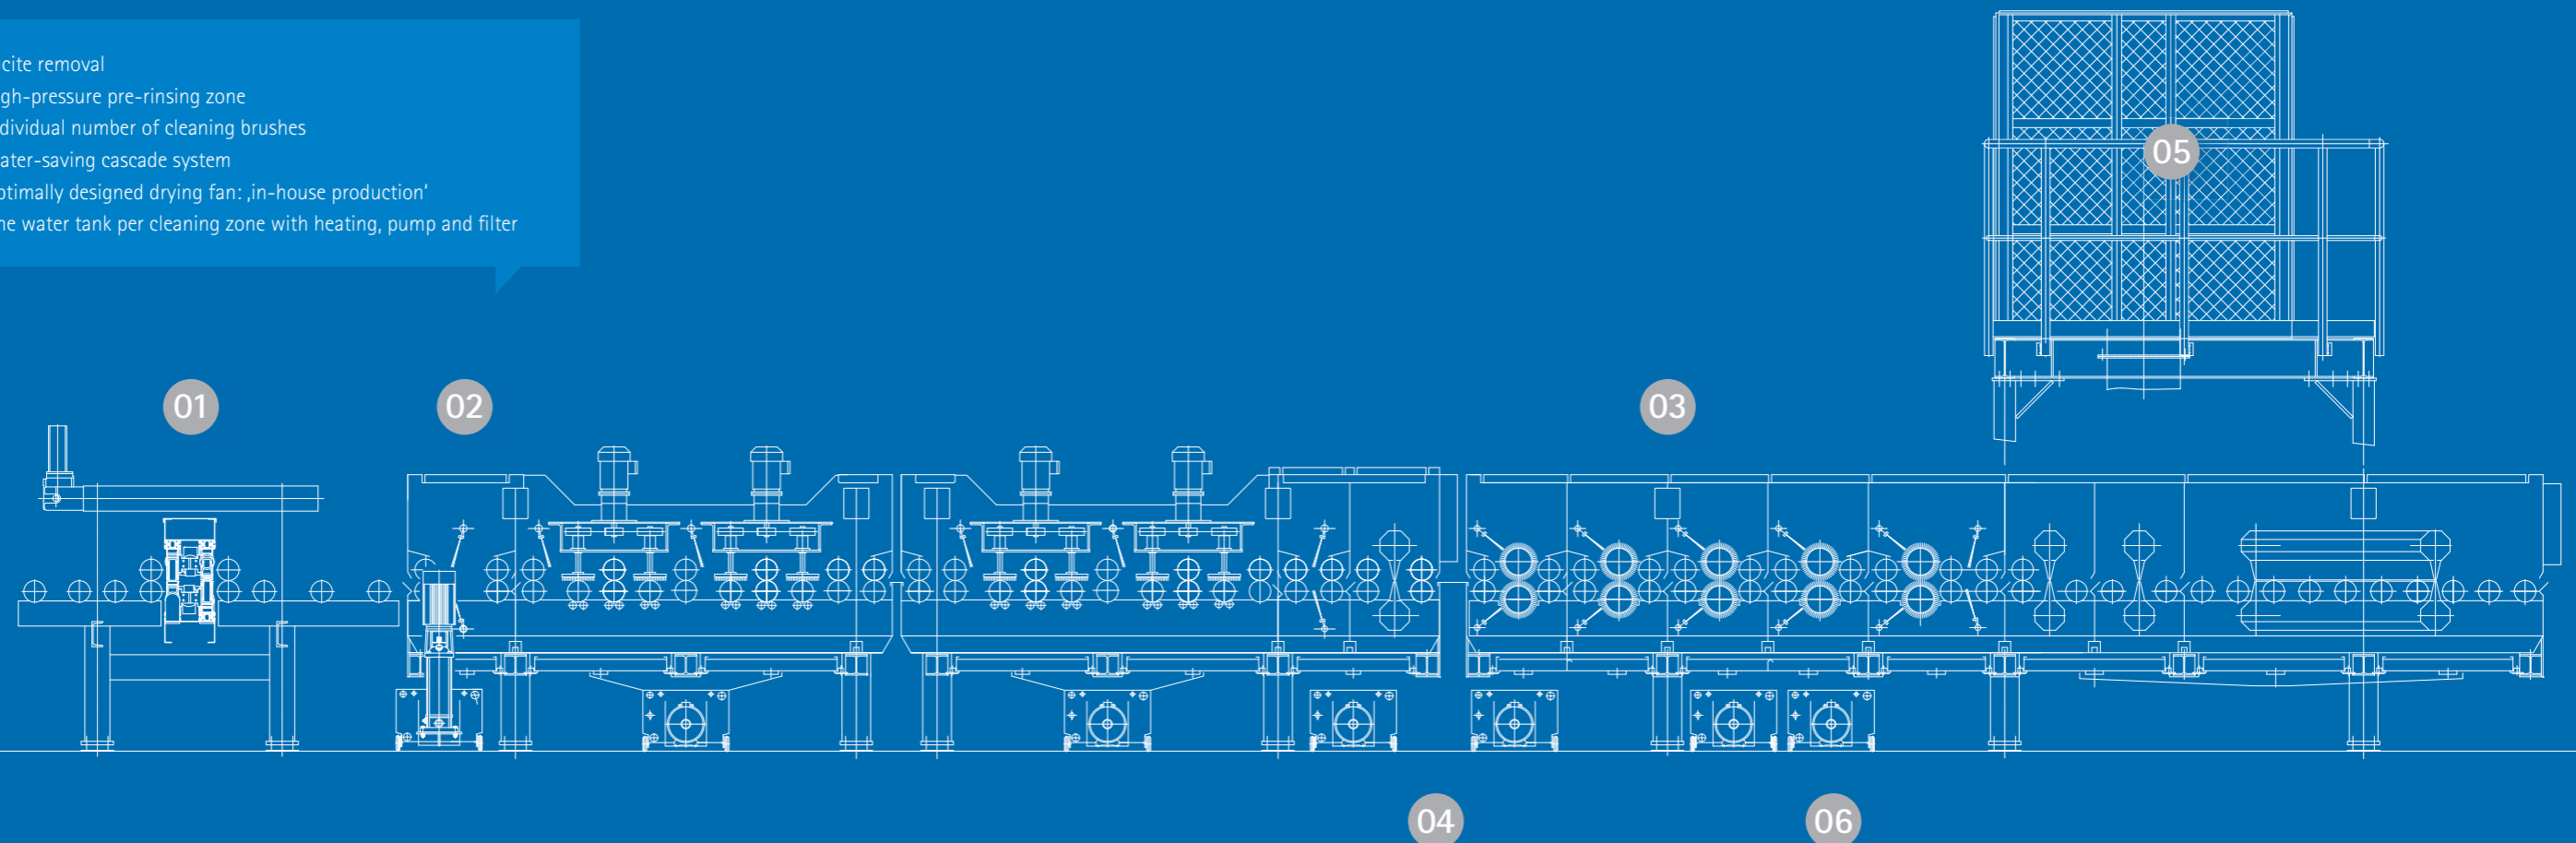 cite removal
gh-pressure pre-rinsing zone
dividual number of cleaning brushes
ater-saving cascade system
ptimally designed drying fan: ‚in-house production‘
ne water tank per cleaning zone with heating, pump and filter
05
01
02
03
04
06